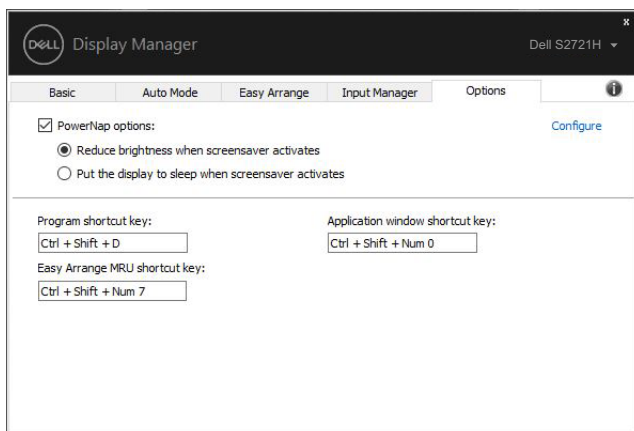 x
DELL Display Manager
Dell S2721H
Basic Auto Mode Easy Arrange Input Manager Options i
PowerNap options: Configure
Reduce brightness when screensaver activates
Put the display to sleep when screensaver activates
Program shortcut key: Application window shortcut key:
Ctrl + Shift + D Ctrl + Shift + Num 0
Easy Arrange MRU shortcut key:
Ctrl + Shift + Num 7